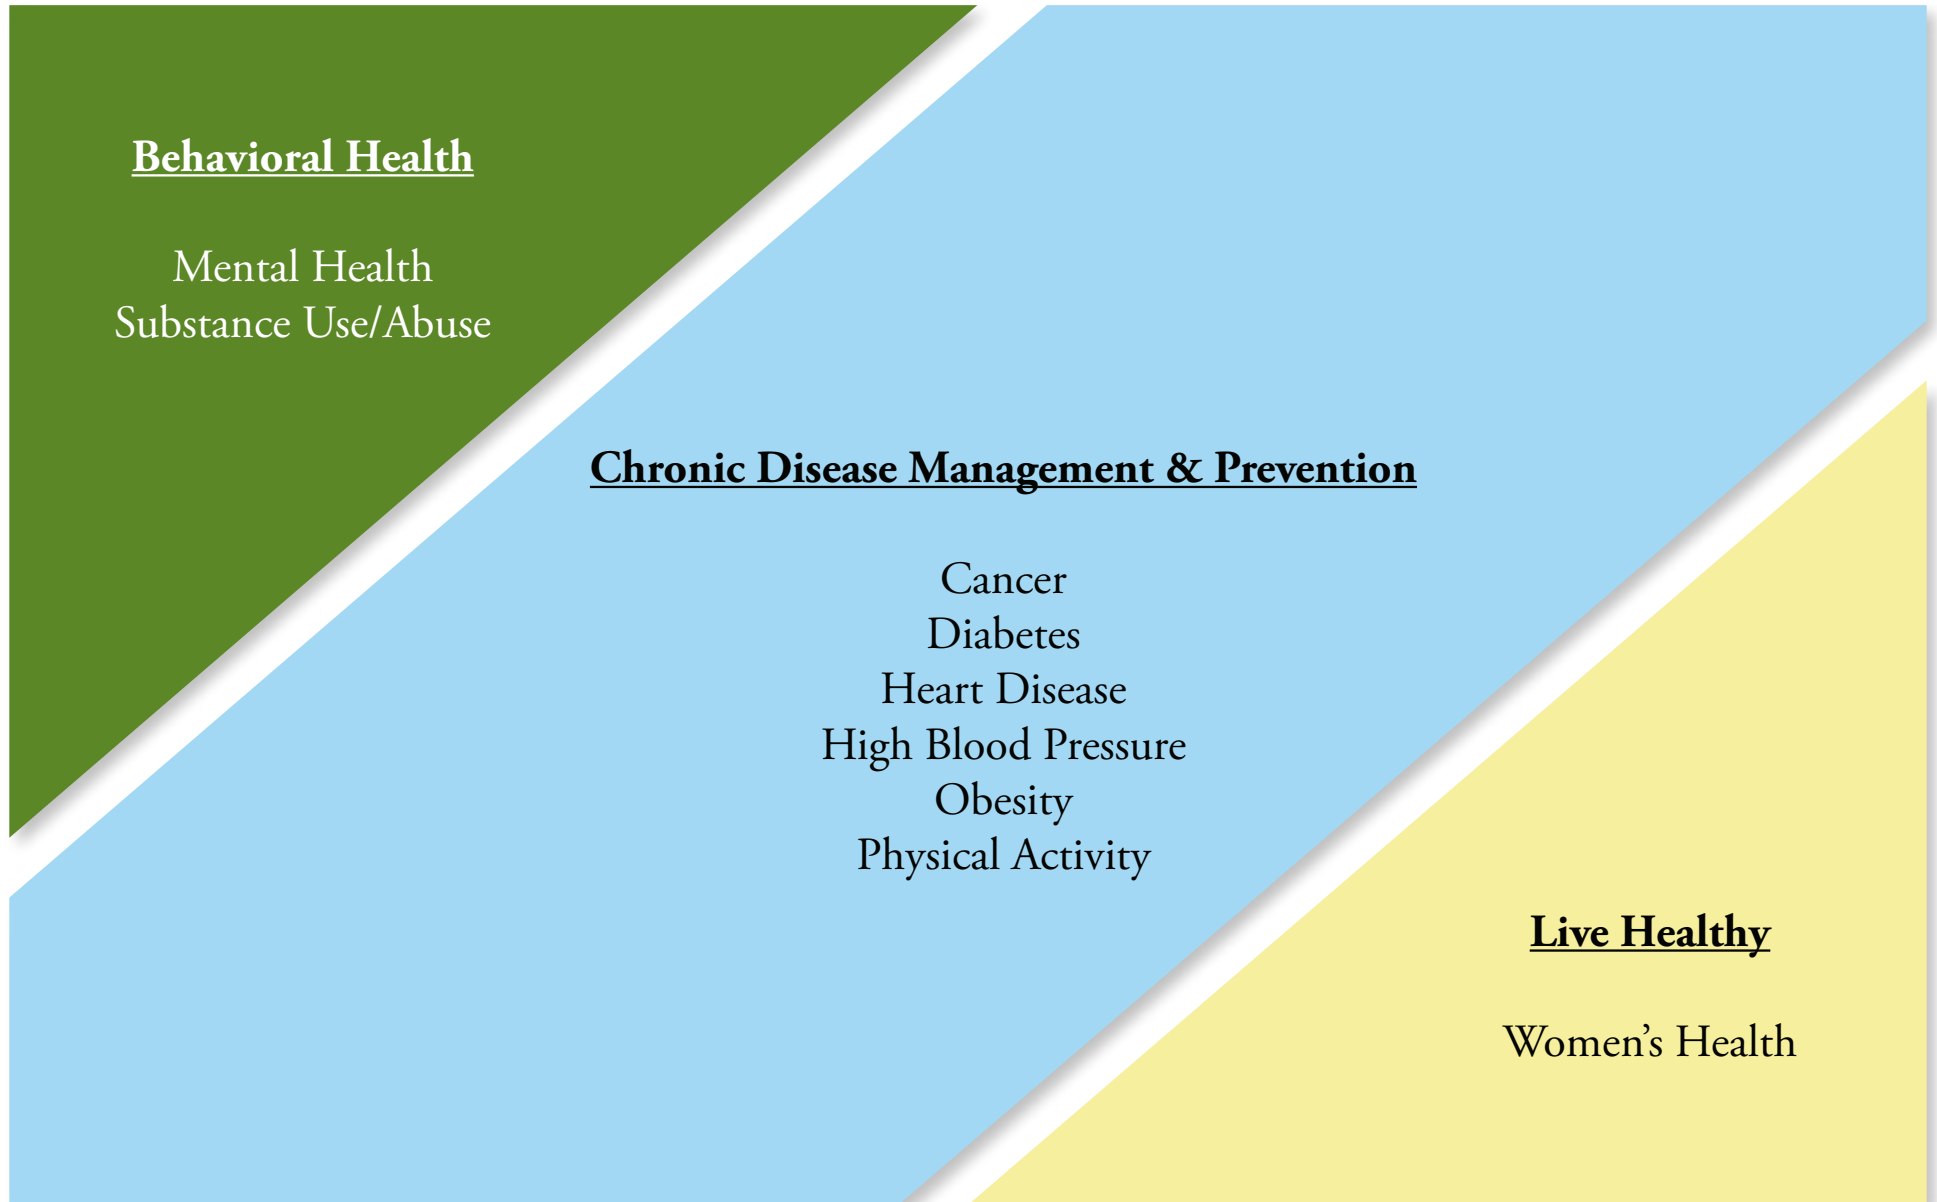 Behavioral Health
Mental Health
Substance Use/Abuse
Chronic Disease Management & Prevention
Cancer
Diabetes
Heart Disease
High Blood Pressure
Obesity
Physical Activity
Live Healthy
Women’s Health